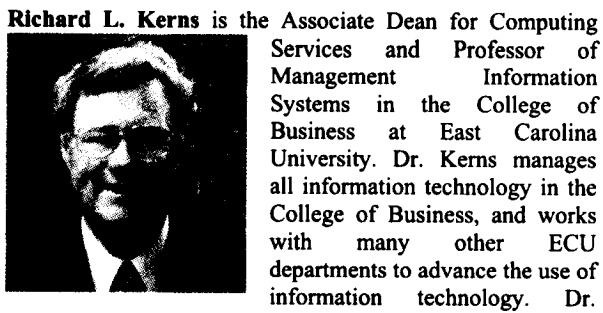 Richard L. Kerns is the Associate Dean for Computing
Services and Professor of
Management Information
Systems in the College of
Business at East Carolina
University. Dr. Kerns manages
all information technology in the
College of Business, and works
with many other ECU
departments to advance the use of
information technology. Dr.